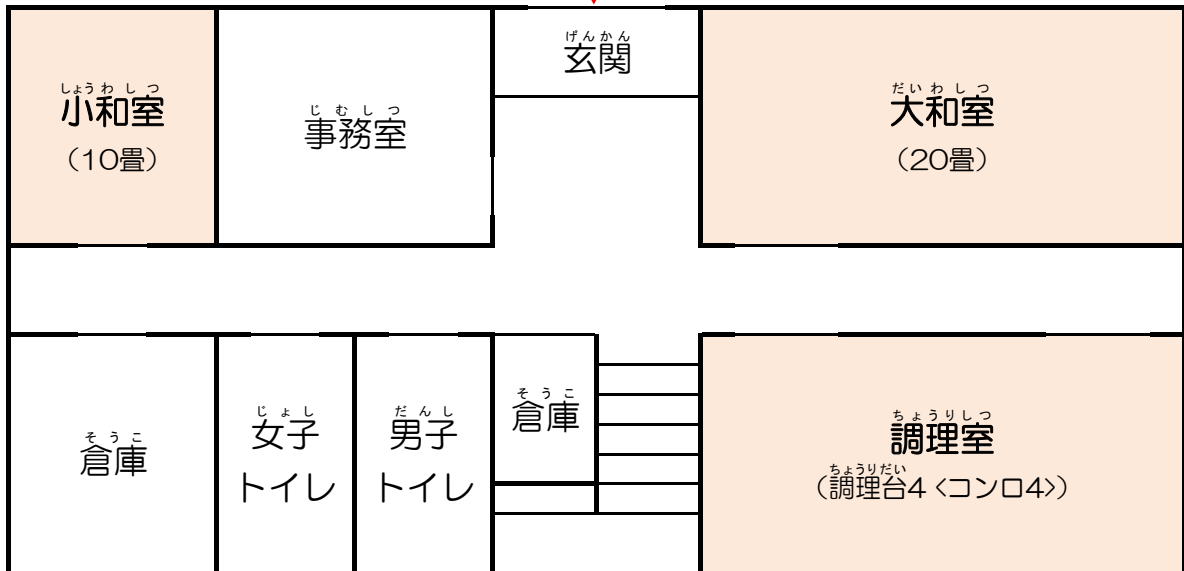 げんかん
玄関
しょうわしつ
小和室
（10畳）
じむしつ
事務室
だいわしつ
大和室
（20畳）
そうこ
倉庫
じょし
女子
トイレ
だんし
男子
トイレ
そうこ
倉庫
ちょうりしつ
調理室
ちょうりだい
（調理台4 <コンロ4>）